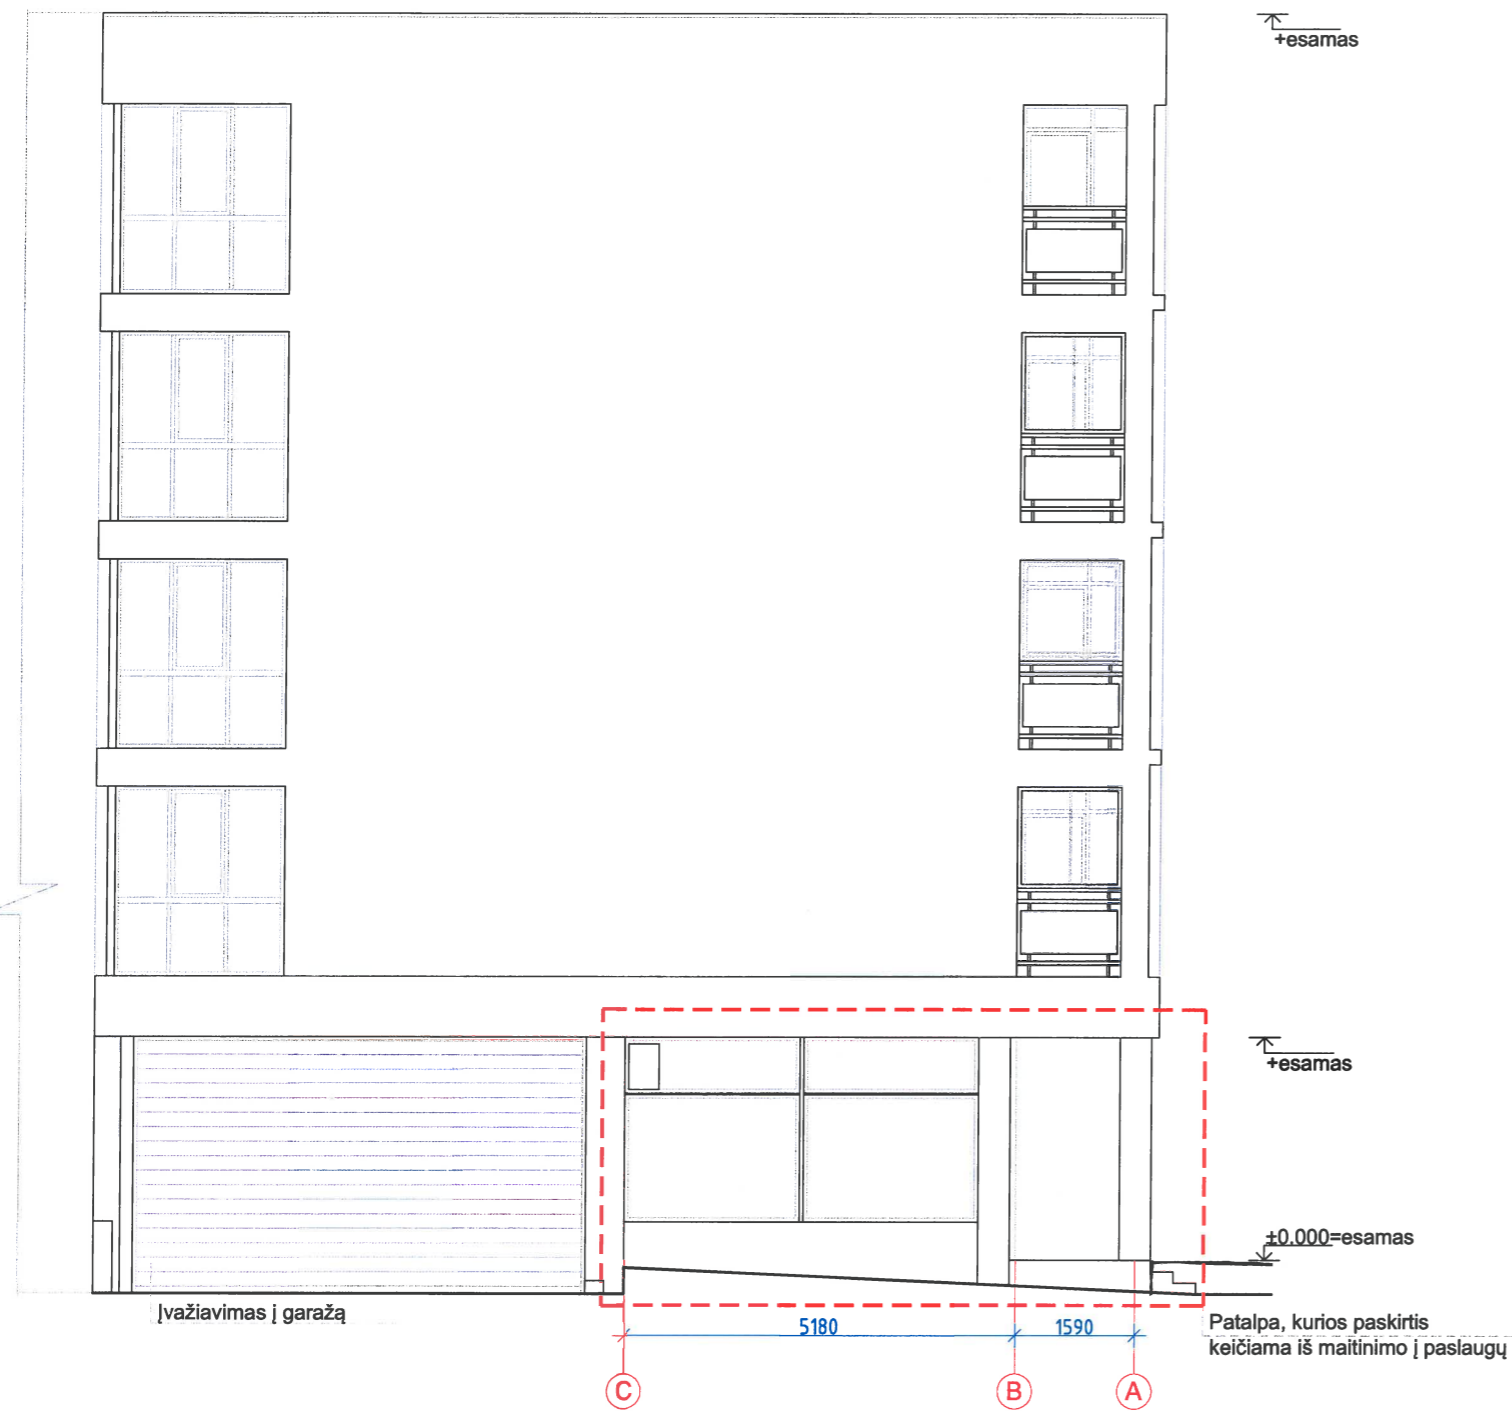 +esamas
+esamas
±0.000=esamas
Įvažiavimas į garažą
Patalpa, kurios paskirtis
keičiama iš maitinimo į paslaugų
5180
1590
C
B
A